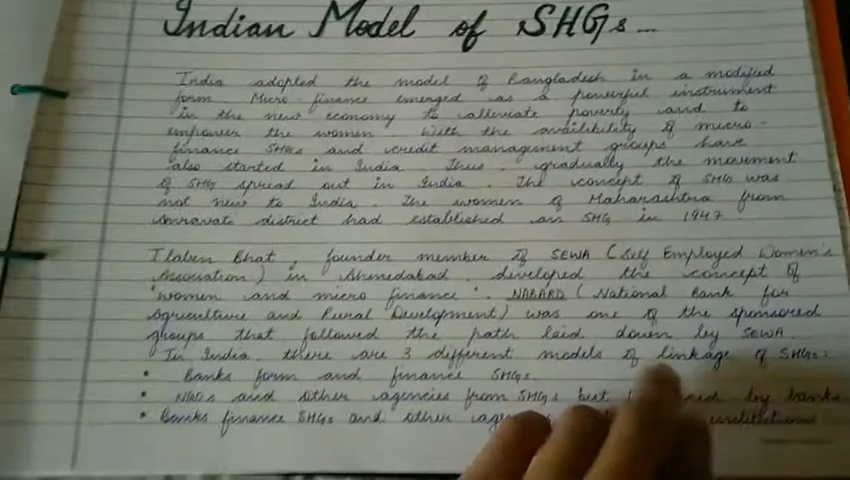 Indian Model of SHGs...
India adopted the model of Bangladesh in a modified
form Micro-finance emerged as a powerful instrument
in the new economy to alleviate poverty and to
empower the women. With the availibility of micro-
finance SHGs and credit management groups have
also started in India Thus, gradually the movement
of SHG spread out in India. The concept of SHG was
not new to India. The women of Maharashtra from
Amravati district had established an SHG in 1947
Ilaben Bhat, founder member of SEWA (Self Employed Women's
Association) in Ahmedabad developed the concept of
"women and micro finance". NABARD (National Bank for
Agriculture and Rural Development) was one of the sponsored
groups that followed the path laid down by SEWA
In India, there are 3 different models of linkage of SHGs:
• Banks form and finance SHGs.
• NGOs and other agencies from SHGs but by banks
• Banks finance SHGs and other